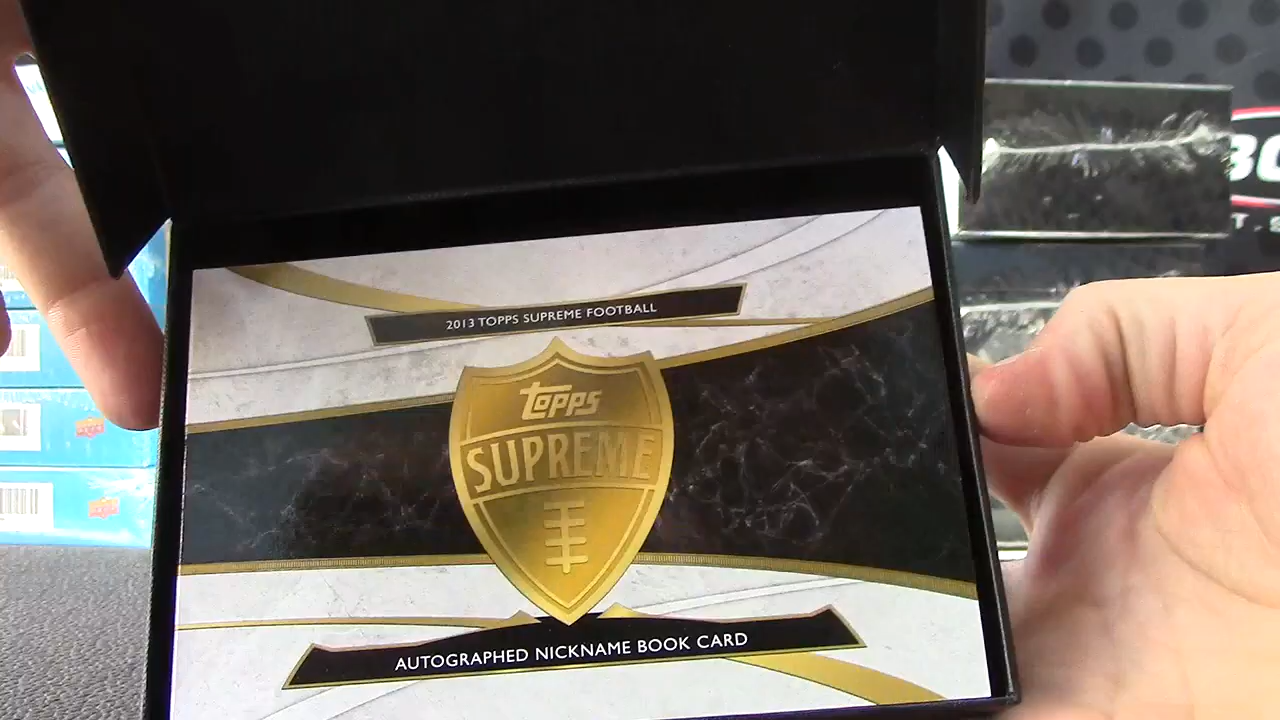 2013 TOPPS SUPREME FOOTBALL
TOPPS
SUPREME
AUTOGRAPHED NICKNAME BOOK CARD